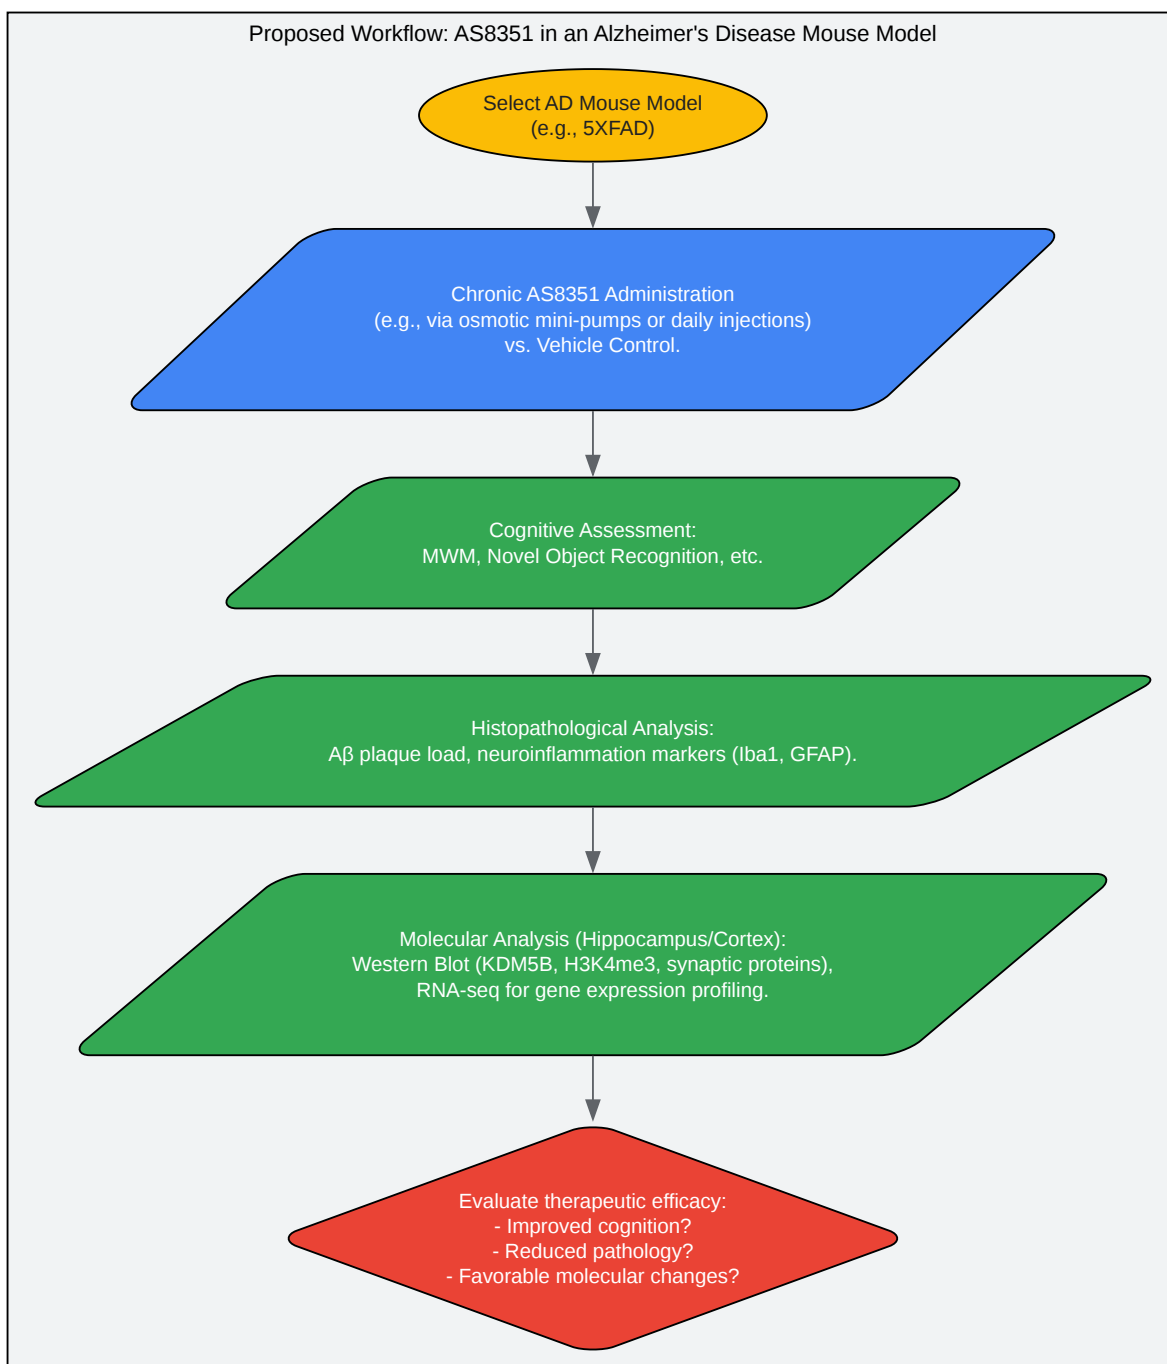 Proposed Workflow: AS8351 in an Alzheimer's Disease Mouse Model
Select AD Mouse Model
(e.g., 5XFAD)
Chronic AS8351 Administration
(e.g., via osmotic mini-pumps or daily injections)
vs. Vehicle Control.
Cognitive Assessment:
MWM, Novel Object Recognition, etc.
Histopathological Analysis:
Aβ plaque load, neuroinflammation markers (Iba1, GFAP).
Molecular Analysis (Hippocampus/Cortex):
Western Blot (KDM5B, H3K4me3, synaptic proteins),
RNA-seq for gene expression profiling.
Evaluate therapeutic efficacy:
- Improved cognition?
- Reduced pathology?
- Favorable molecular changes?